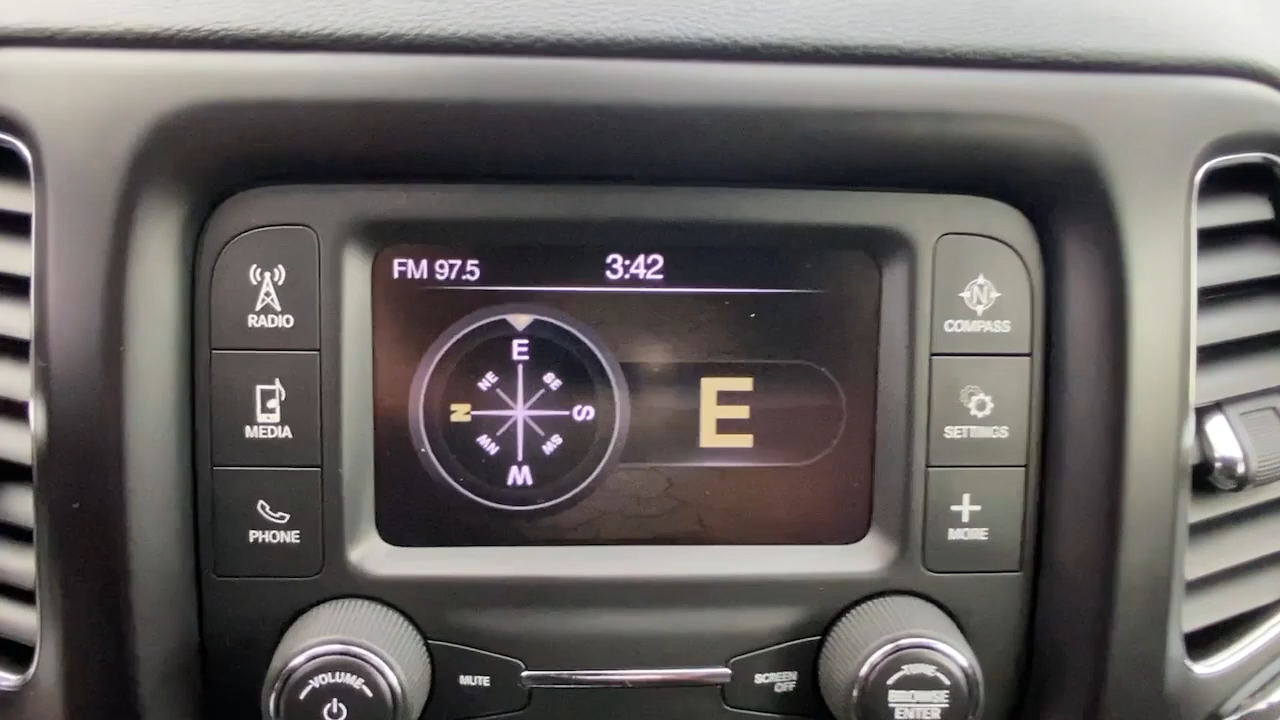 RADIO
MEDIA
PHONE
FM 97.5 3:42
E
NE SE
N S
NW SW
W
E
N
COMPASS
SETTINGS
MORE
VOLUME
MUTE
SCREEN
OFF
TUNE
BROWSE
ENTER